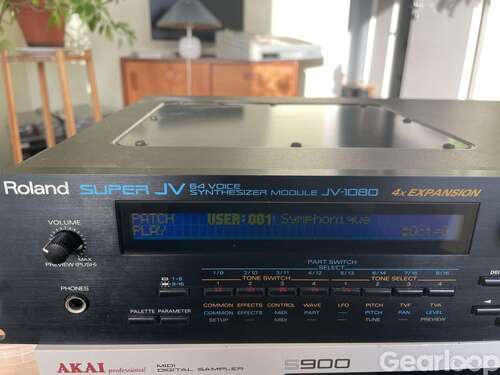 Roland SUPER JV 64 VOICE SYNTHESIZER MODULE JV-1080 4x EXPANSION
PATCH USER:001 Symphonique
PLAY
VOLUME
MAX
PREVIEW (PUSH)
PHONES
PART SWITCH
SELECT
1/9 2/10 3/11 4/12 5/13 6/14 7/15 8/16
TONE SWITCH TONE SELECT
1 2 3 4 1 2 3 4
1-8
9-16
PALETTE PARAMETER
COMMON EFFECTS CONTROL WAVE LFO PITCH TVF TVA
COMMON EFFECTS MIDI PART PITCH PAN LEVEL
SETUP MIDI TUNE PREVIEW
AKAI professional MIDI DIGITAL SAMPLER S900
Gearloop